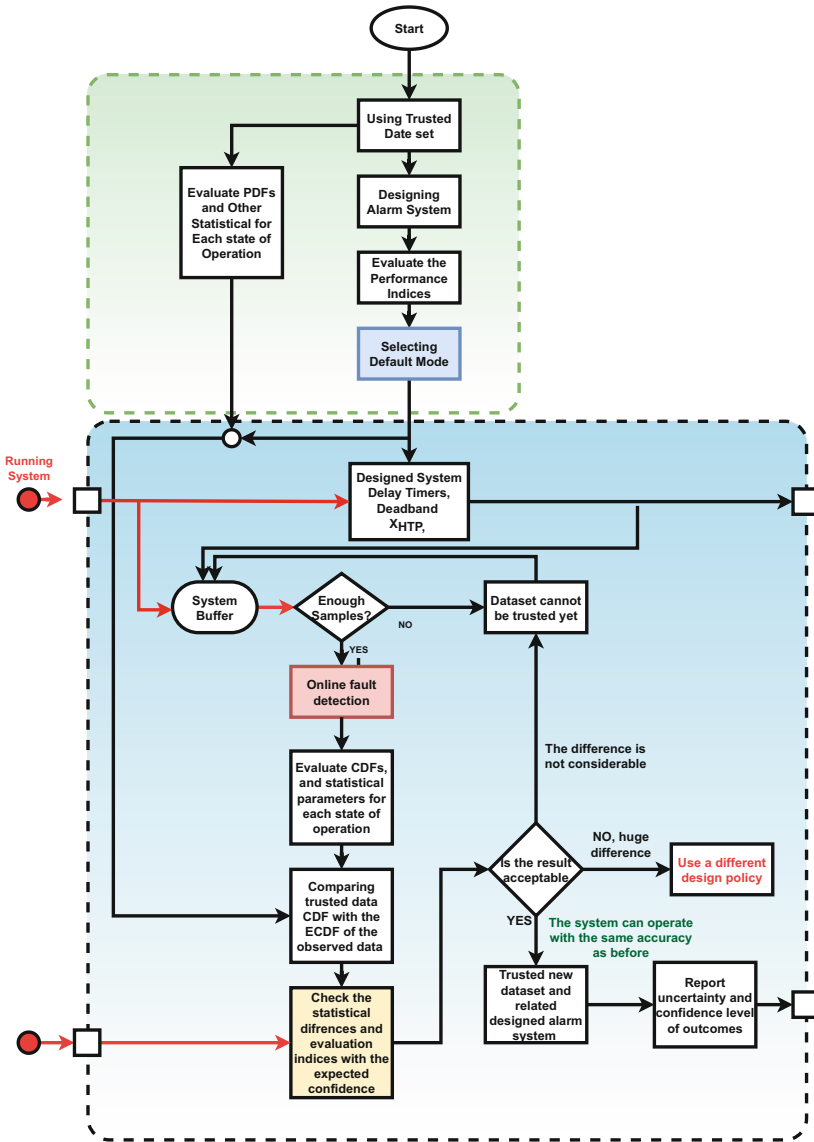 Start
Using Trusted
Date set
Evaluate PDFs
and Other
Statistical for
Each state of
Operation
Designing
Alarm System
Evaluate the
Performance
Indices
Selecting
Default Mode
Running
System
Designed System
Delay Timers,
Deadband
XHTP,
System
Buffer
Enough
Samples?
NO
Dataset cannot
be trusted yet
YES
Online fault
detection
The difference is
not considerable
Evaluate CDFs,
and statistical
parameters for
each state of
operation
NO, huge
difference
Is the result
acceptable
Use a different
design policy
Comparing
trusted data
CDF with the
ECDF of the
observed data
YES
The system can operate
with the same accuracy
as before
Trusted new
dataset and
related
designed alarm
system
Report
uncertainty and
confidence level
of outcomes
Check the
statistical
difrences and
evaluation
indices with the
expected
confidence